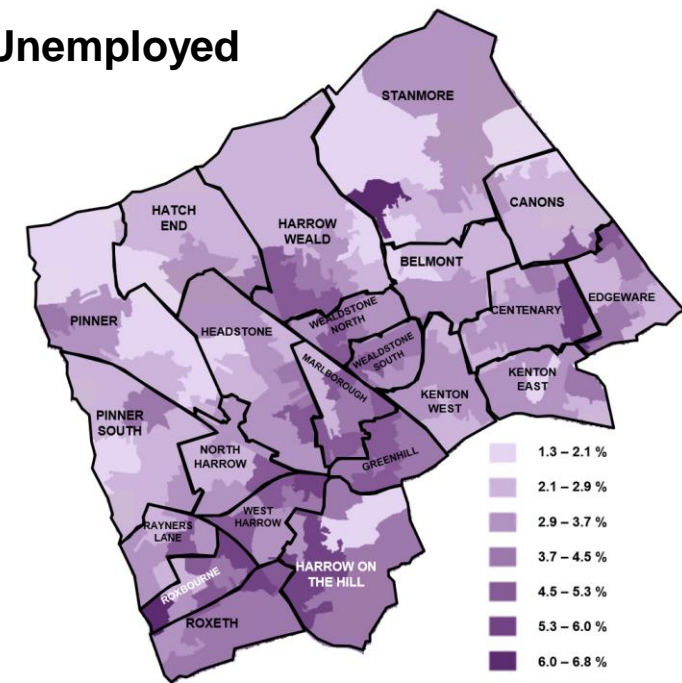 Unemployed
STANMORE
CANONS
HATCH
END
HARROW
WEALD
BELMONT
EDGEWARE
CENTENARY
WEALDSTONE
NORTH
PINNER
HEADSTONE
WEALDSTONE
SOUTH
MARLBOROUGH
KENTON
EAST
KENTON
WEST
PINNER
SOUTH
NORTH
HARROW
GREENHILL
WEST
HARROW
RAYNERS
LANE
HARROW ON
THE HILL
ROXBOURNE
ROXETH
1.3 – 2.1 %
2.1 – 2.9 %
2.9 – 3.7 %
3.7 – 4.5 %
4.5 – 5.3 %
5.3 – 6.0 %
6.0 – 6.8 %